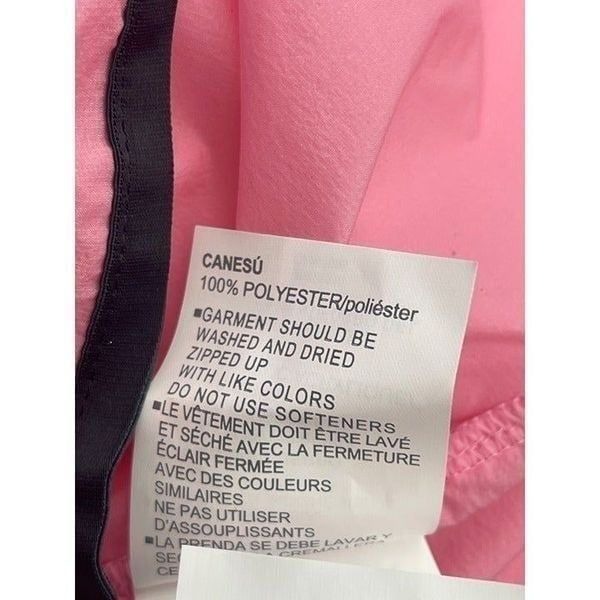 CANESÚ
100% POLYESTER/poliéster
■GARMENT SHOULD BE
WASHED AND DRIED
ZIPPED UP
WITH LIKE COLORS
DO NOT USE SOFTENERS
■LE VÊTEMENT DOIT ÊTRE LAVÉ
ET SÉCHÉ AVEC LA FERMETURE
ÉCLAIR FERMÉE
AVEC DES COULEURS
SIMILAIRES
NE PAS UTILISER
D'ASSOUPLISSANTS
■LA PRENDA SE DEBE LAVAR Y
LA CREMALLERA